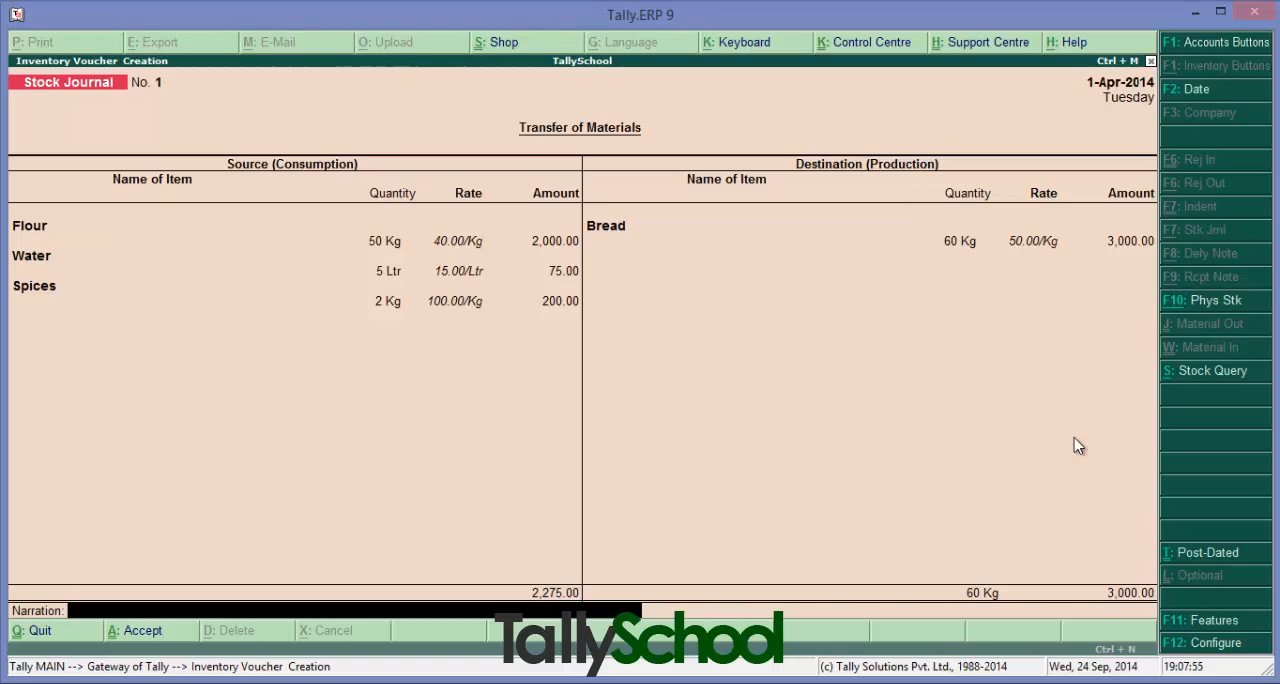 Tally.ERP 9
P: Print E: Export M: E-Mail O: Upload S: Shop G: Language K: Keyboard K: Control Centre H: Support Centre H: Help
Inventory Voucher Creation TallySchool Ctrl + M
Stock Journal No. 1 1-Apr-2014
Tuesday
Transfer of Materials
Source (Consumption) Destination (Production)
Name of Item Name of Item
Quantity Rate Amount Quantity Rate Amount
Flour Bread
50 Kg 40.00/Kg 2,000.00 60 Kg 50.00/Kg 3,000.00
Water
5 Ltr 15.00/Ltr 75.00
Spices
2 Kg 100.00/Kg 200.00
2,275.00 60 Kg 3,000.00
Narration:
Q: Quit A: Accept D: Delete X: Cancel
TallySchool
Ctrl + N
Tally MAIN --> Gateway of Tally --> Inventory Voucher Creation (c) Tally Solutions Pvt. Ltd., 1988-2014 Wed, 24 Sep, 2014 19:07:55
F1: Accounts Buttons
F1: Inventory Buttons
F2: Date
F3: Company
F6: Rej In
F6: Rej Out
F7: Indent
F7: Stk Jrnl
F8: Dely Note
F9: Rcpt Note
F10: Phys Stk
J: Material Out
W: Material In
S: Stock Query
T: Post-Dated
L: Optional
F11: Features
F12: Configure